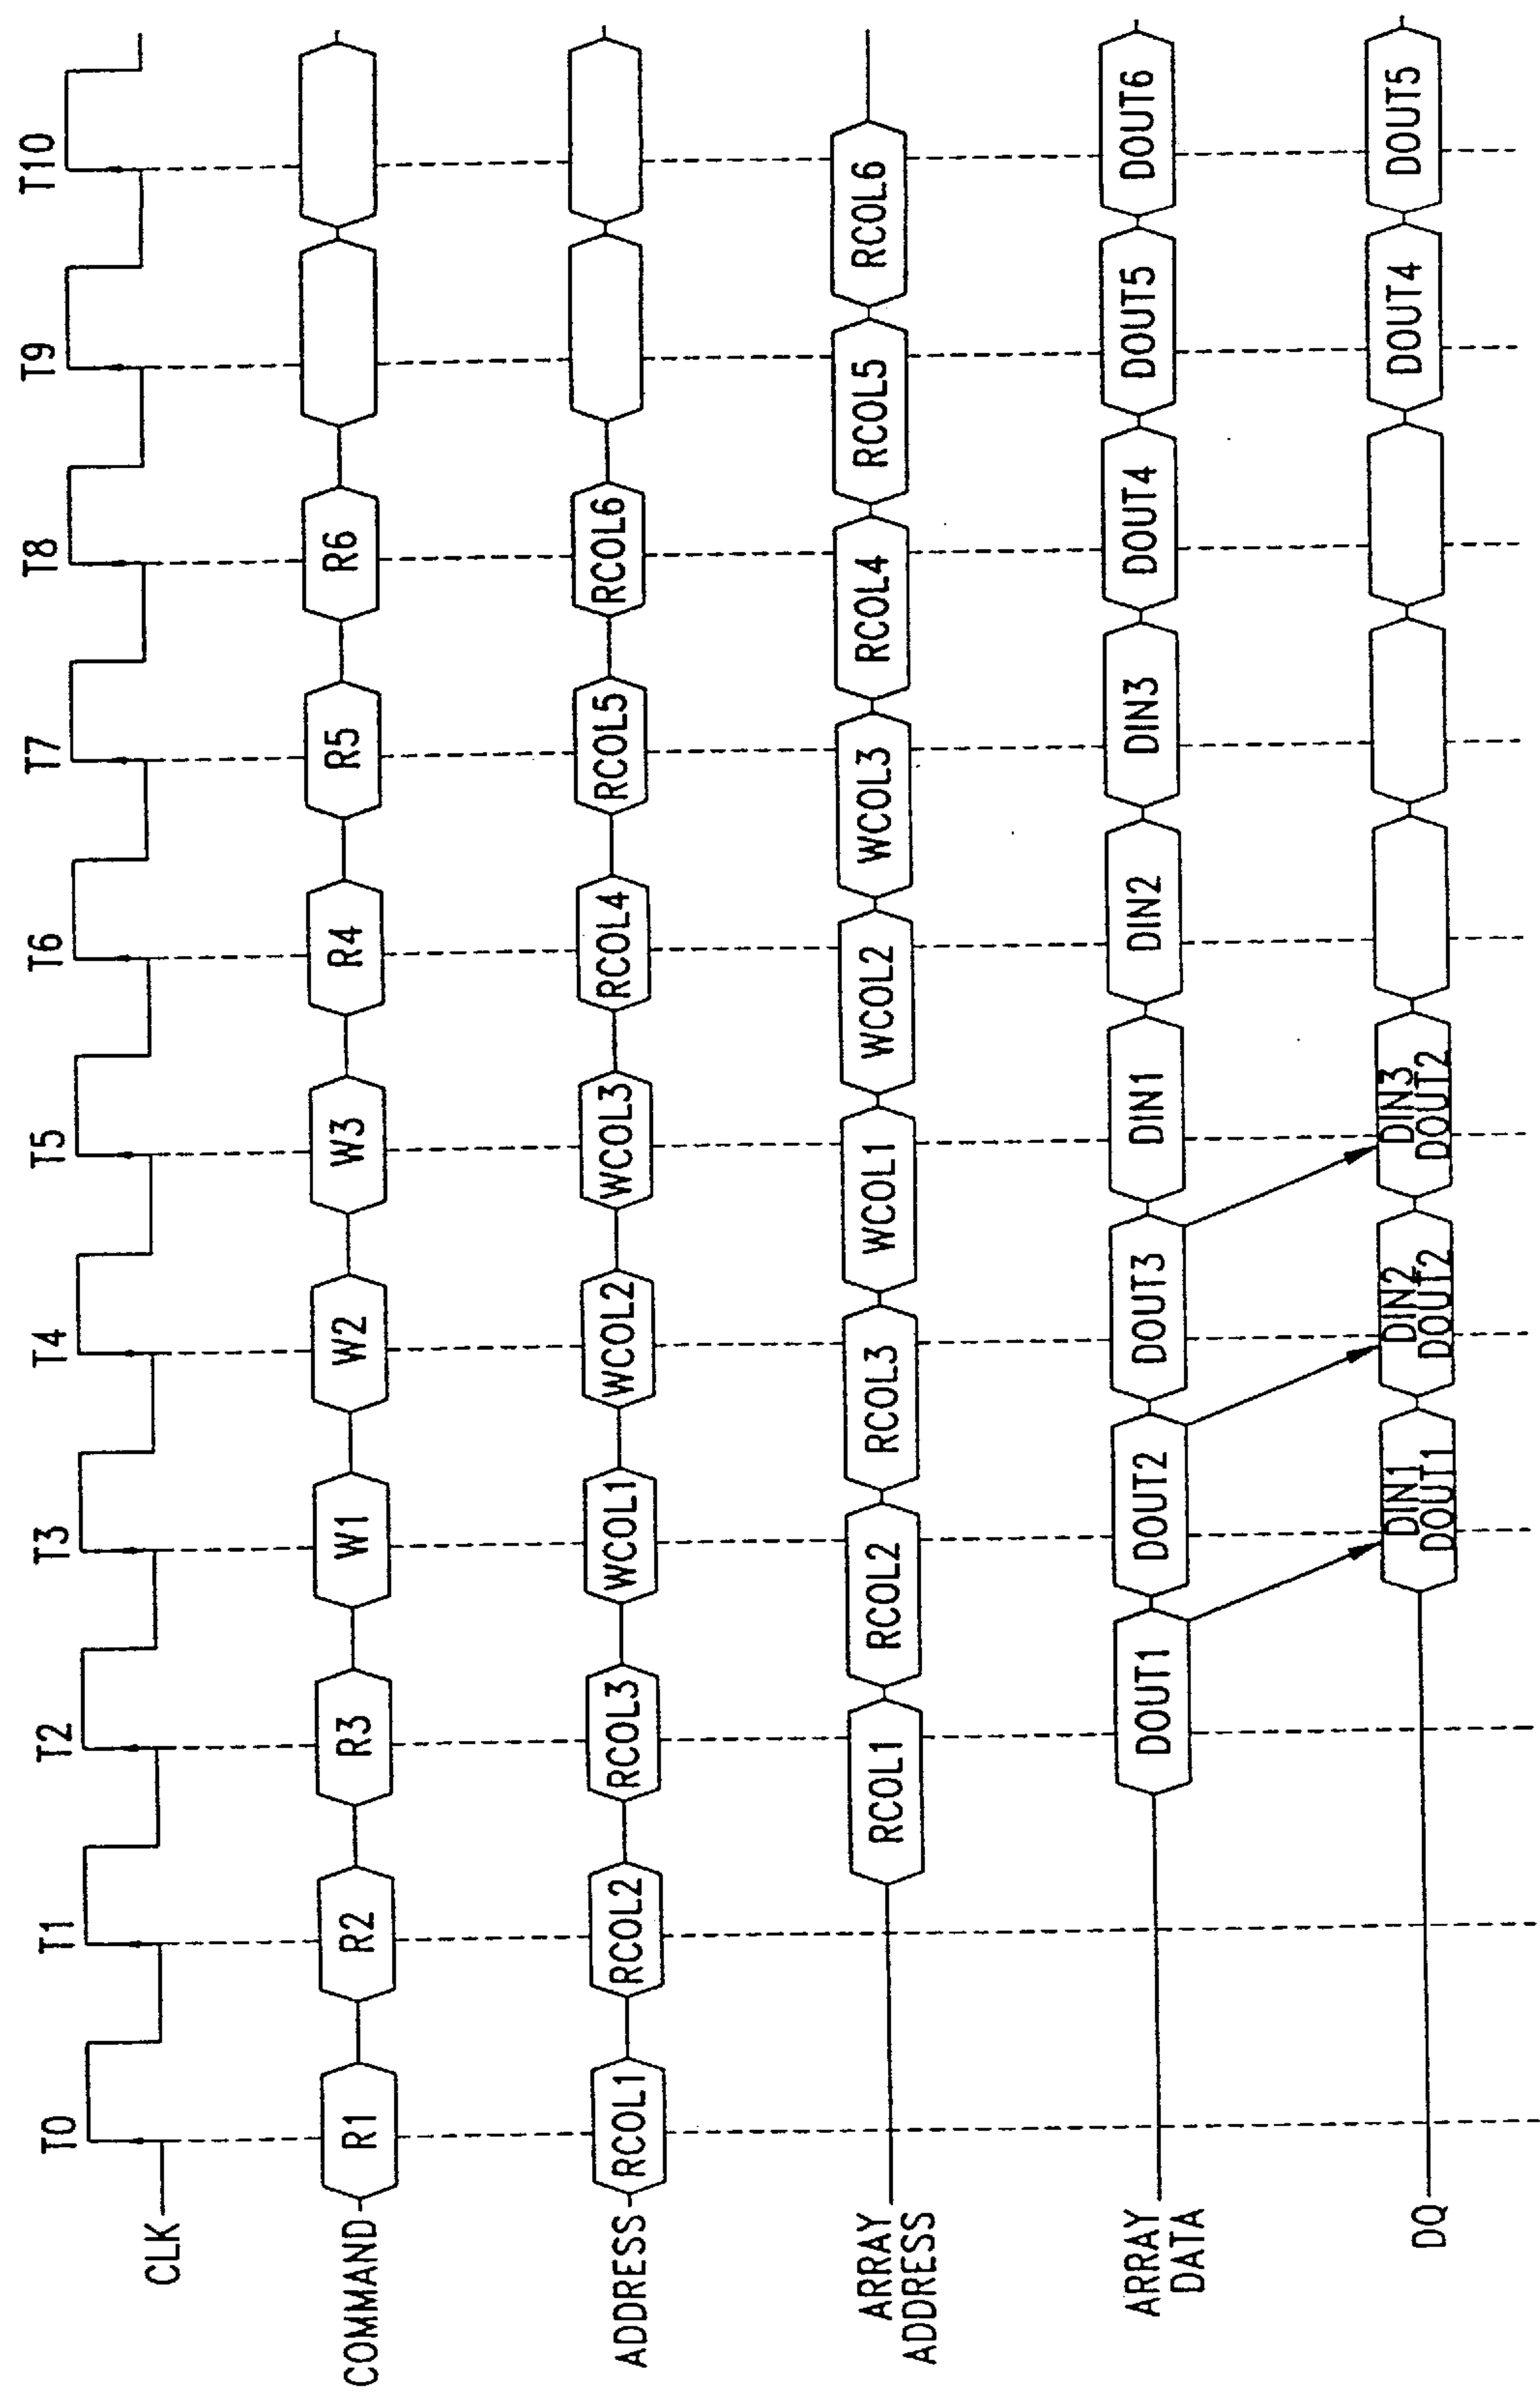 T0 T1 T2 T3 T4 T5 T6 T7 T8 T9 T10
CLK
COMMAND R1 R2 R3 W1 W2 W3 R4 R5 R6
ADDRESS RCOL1 RCOL2 RCOL3 WCOL1 WCOL2 WCOL3 RCOL4 RCOL5 RCOL6
ARRAY
ADDRESS
RCOL1 RCOL2 RCOL3 WCOL1 WCOL2 WCOL3 RCOL4 RCOL5 RCOL6
ARRAY
DATA
DOUT1 DOUT2 DOUT3 DIN1 DIN2 DIN3 DOUT4 DOUT5 DOUT6
DQ
DIN1 DIN2 DIN3 DOUT4 DOUT5
DOUT1 DOUT2 DOUT2